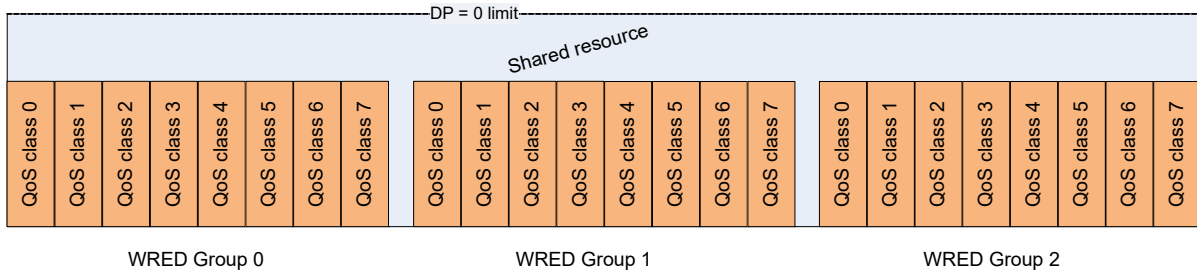 DP = 0 limit
Shared resource
QoS class 0
QoS class 1
QoS class 2
QoS class 3
QoS class 4
QoS class 5
QoS class 6
QoS class 7
QoS class 0
QoS class 1
QoS class 2
QoS class 3
QoS class 4
QoS class 5
QoS class 6
QoS class 7
QoS class 0
QoS class 1
QoS class 2
QoS class 3
QoS class 4
QoS class 5
QoS class 6
QoS class 7
WRED Group 0
WRED Group 1
WRED Group 2